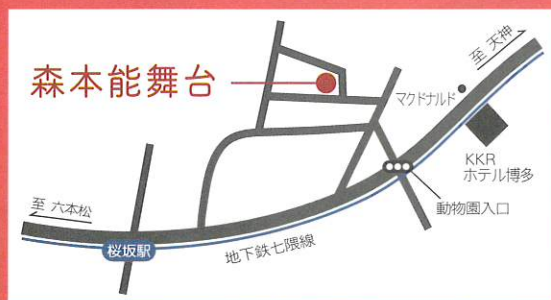 森本能舞台
至 天神
マクドナルド
KKR
ホテル博多
動物園入口
至 六本松
桜坂駅
地下鉄七隈線